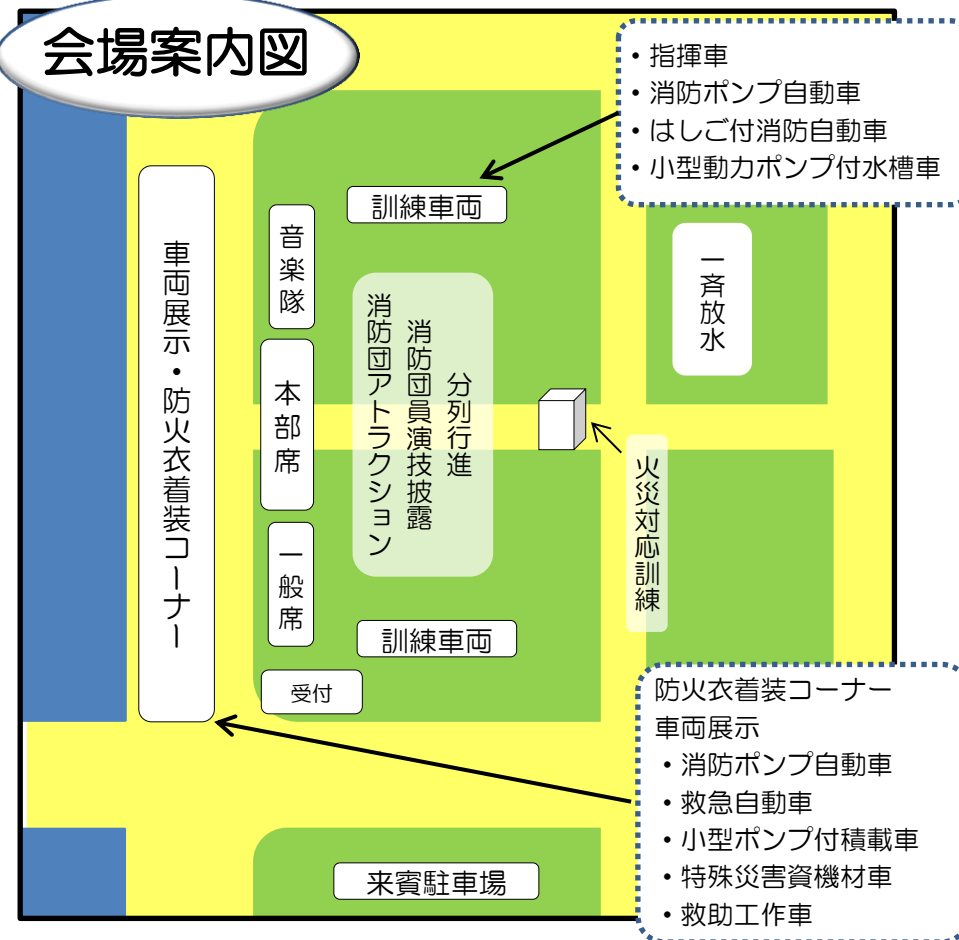 会場案内図
・指揮車
・消防ポンプ自動車
・はしご付消防自動車
・小型動力ポンプ付水槽車
訓練車両
音楽隊
車両展示・防火衣着装コーナー
一斉放水
分列行進
消防団員演技披露
消防団アトラクション
本部席
火災対応訓練
一般席
訓練車両
受付
防火衣着装コーナー
車両展示
・消防ポンプ自動車
・救急自動車
・小型ポンプ付積載車
・特殊災害資機材車
・救助工作車
来賓駐車場